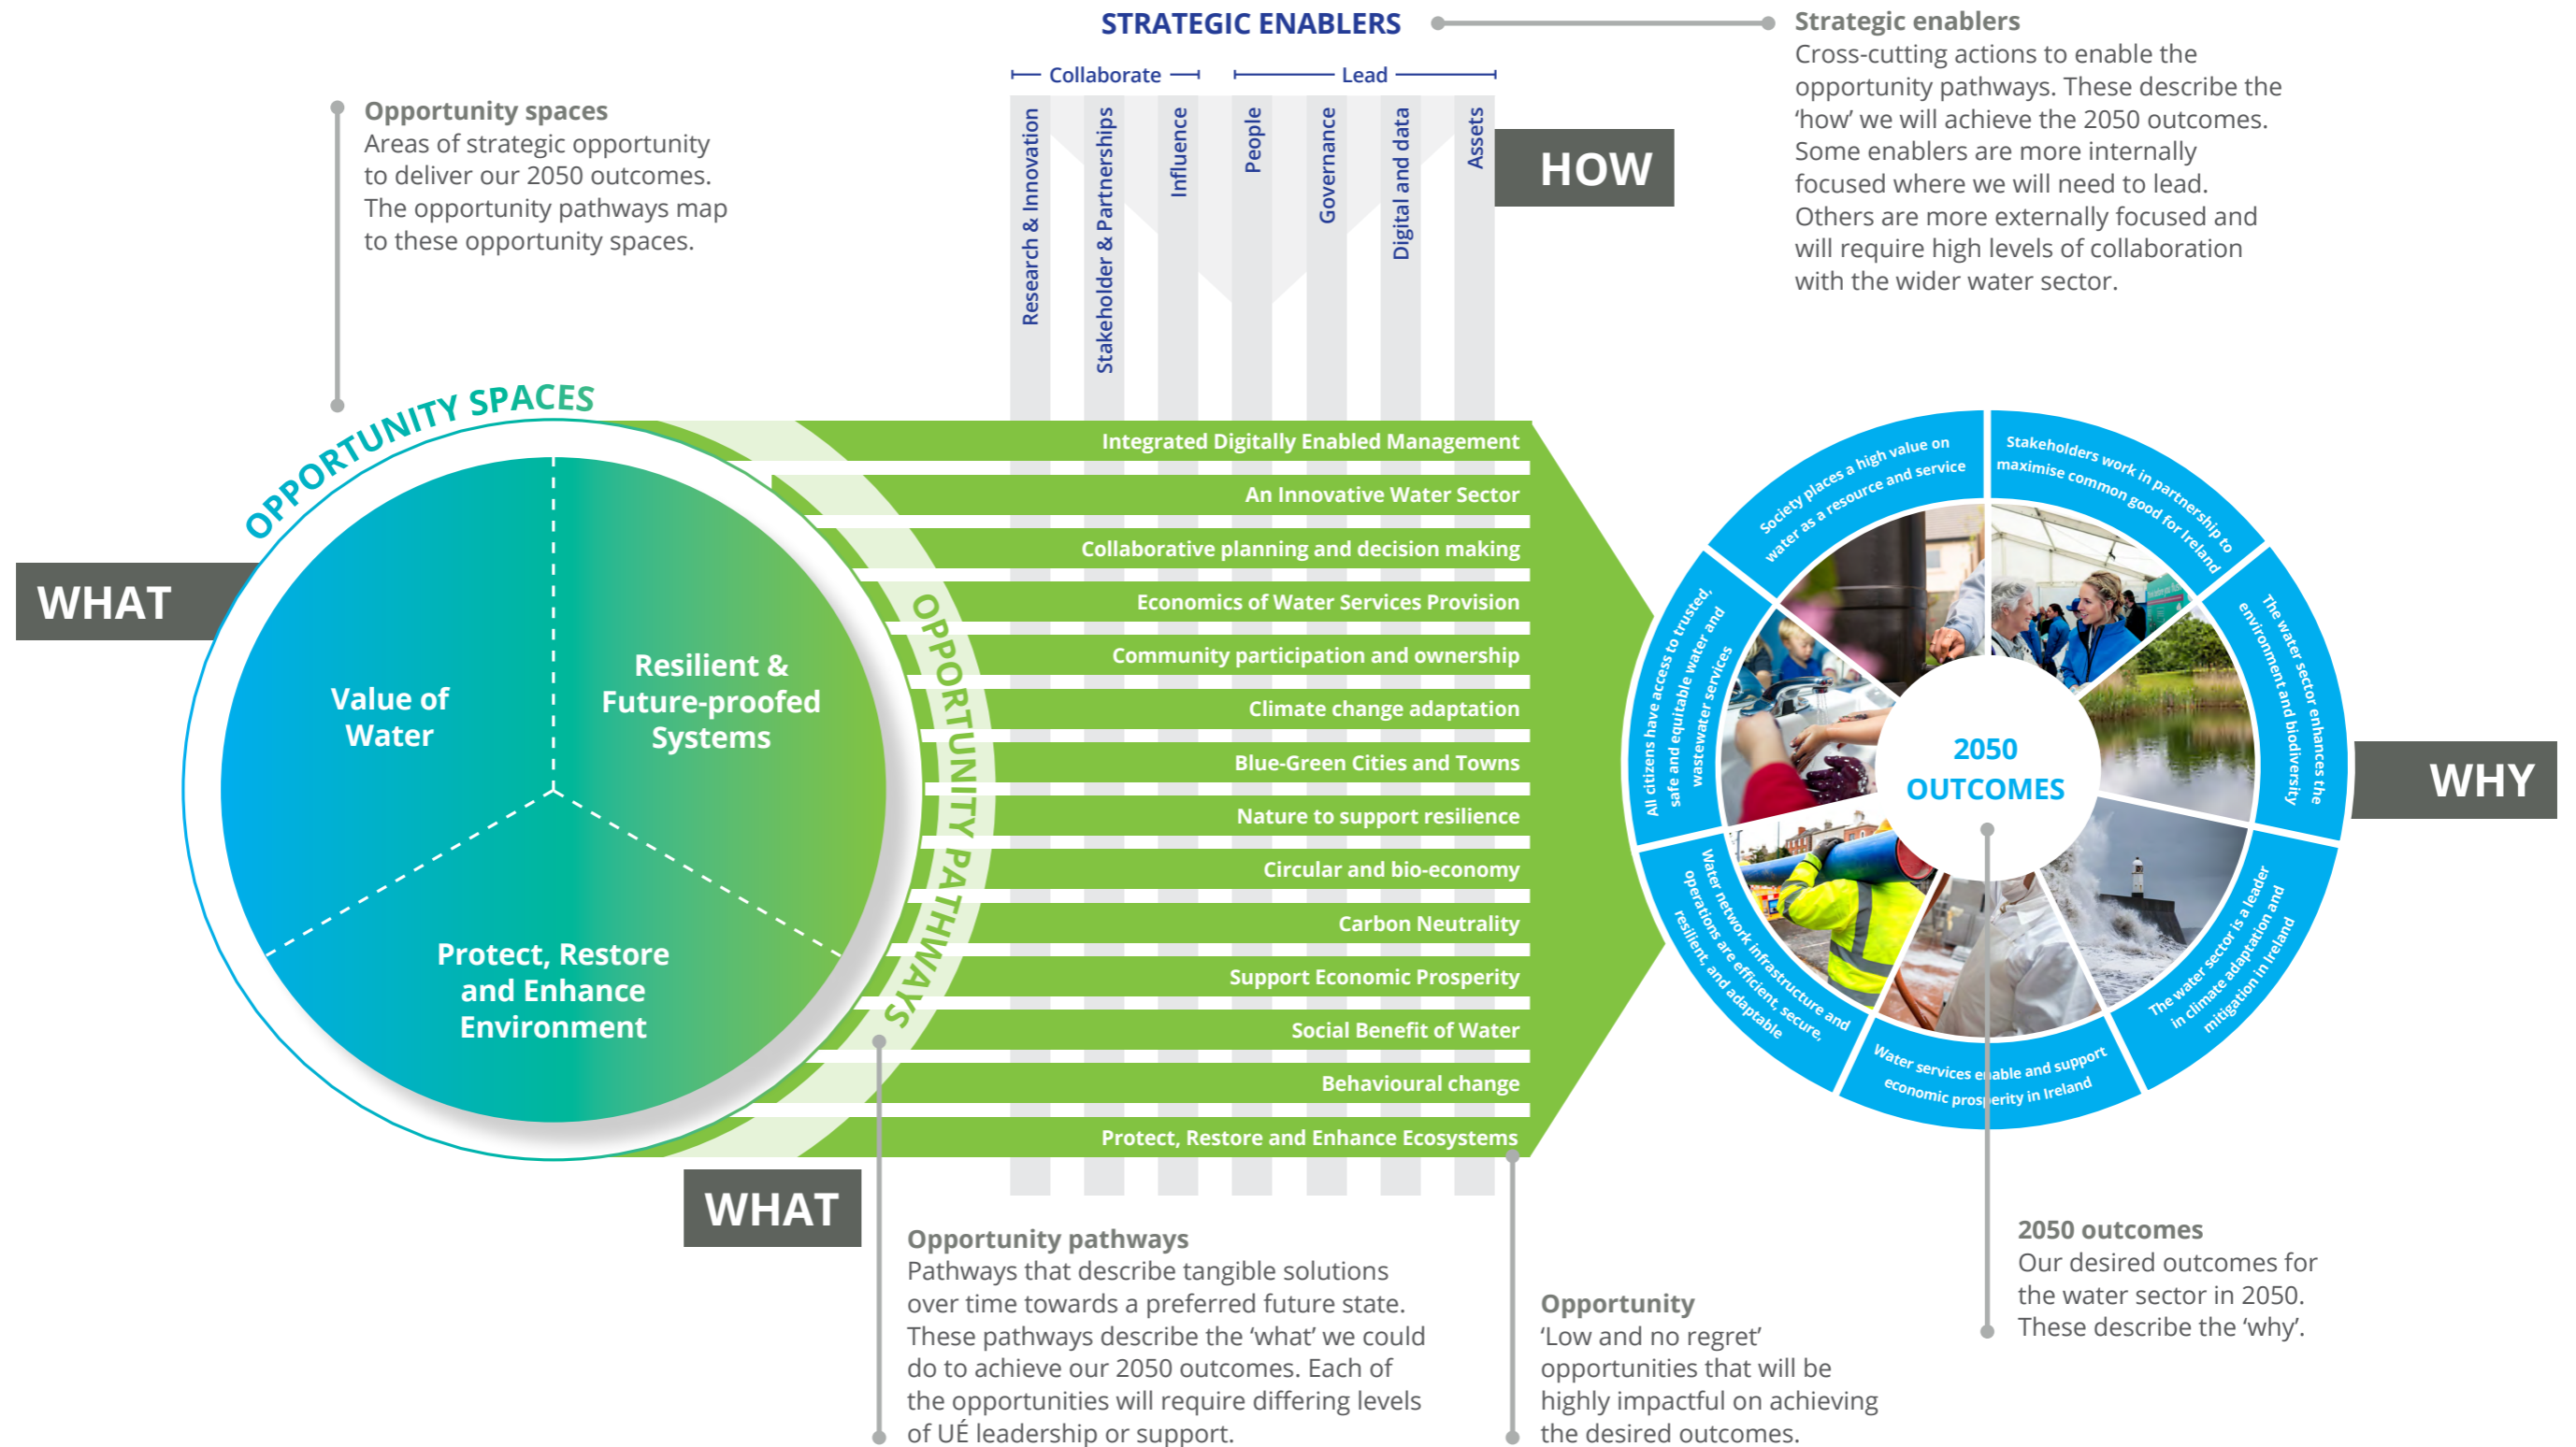 STRATEGIC ENABLERS
Collaborate
Lead
Research & Innovation
Stakeholder & Partnerships
Influence
People
Governance
Digital and data
Assets
HOW
Strategic enablers
Cross-cutting actions to enable the
opportunity pathways. These describe the
‘how’ we will achieve the 2050 outcomes.
Some enablers are more internally
focused where we will need to lead.
Others are more externally focused and
will require high levels of collaboration
with the wider water sector.
Opportunity spaces
Areas of strategic opportunity
to deliver our 2050 outcomes.
The opportunity pathways map
to these opportunity spaces.
OPPORTUNITY SPACES
WHAT
Value of
Water
Resilient &
Future-proofed
Systems
Protect, Restore
and Enhance
Environment
OPPORTUNITY PATHWAYS
Integrated Digitally Enabled Management
An Innovative Water Sector
Collaborative planning and decision making
Economics of Water Services Provision
Community participation and ownership
Climate change adaptation
Blue-Green Cities and Towns
Nature to support resilience
Circular and bio-economy
Carbon Neutrality
Support Economic Prosperity
Social Benefit of Water
Behavioural change
Protect, Restore and Enhance Ecosystems
Society places a high value on
water as a resource and service
Stakeholders work in partnership to
maximise common good for Ireland
The water sector enhances the
environment and biodiversity
The water sector is a leader
in climate adaptation and
mitigation in Ireland
Water services enable and support
economic prosperity in Ireland
Water network infrastructure and
operations are efficient, secure,
resilient, and adaptable
All citizens have access to trusted,
safe and equitable water and
wastewater services
2050
OUTCOMES
WHY
WHAT
Opportunity pathways
Pathways that describe tangible solutions
over time towards a preferred future state.
These pathways describe the ‘what’ we could
do to achieve our 2050 outcomes. Each of
the opportunities will require differing levels
of UÉ leadership or support.
Opportunity
‘Low and no regret’
opportunities that will be
highly impactful on achieving
the desired outcomes.
2050 outcomes
Our desired outcomes for
the water sector in 2050.
These describe the ‘why’.